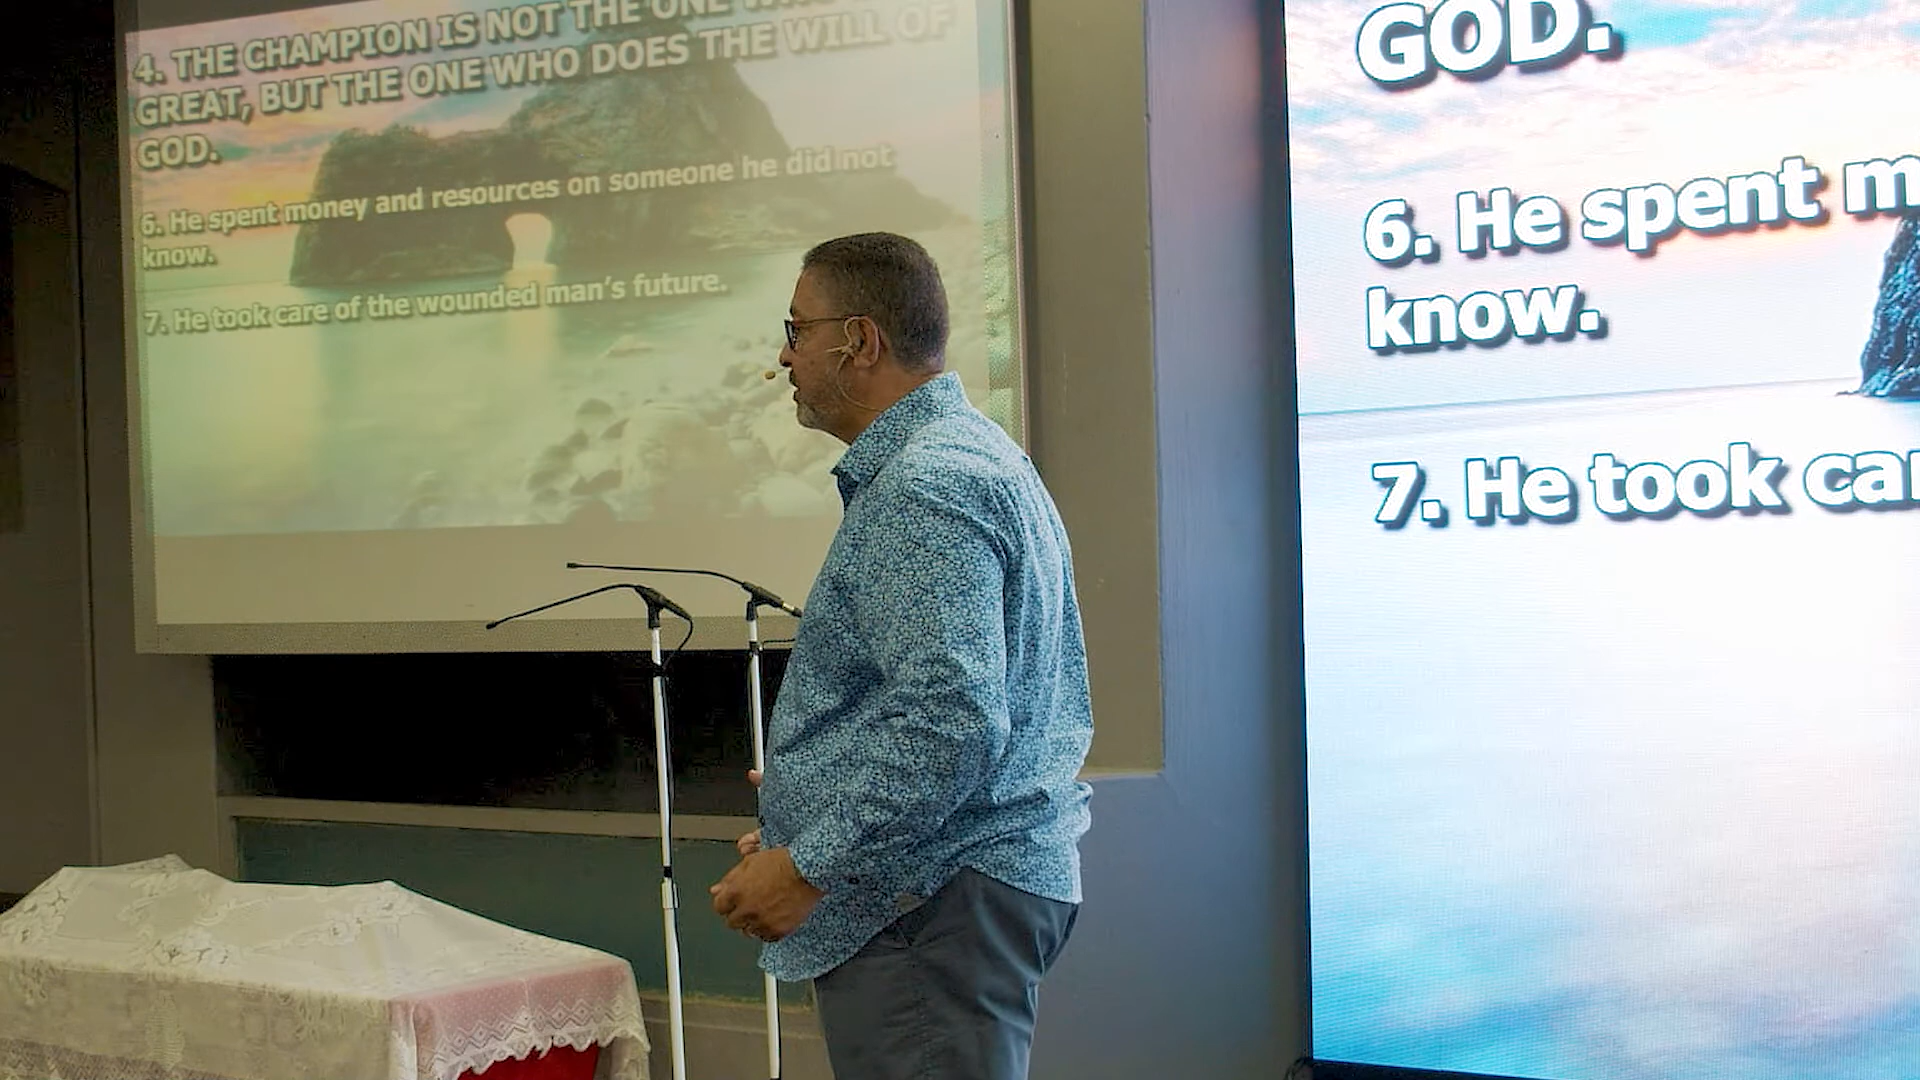 4. THE CHAMPION IS NOT THE ONE
GREAT, BUT THE ONE WHO DOES THE WILL OF
GOD.
6. He spent money and resources on someone he did not
know.
7. He took care of the wounded man's future.
GOD.
6. He spent
know.
7. He took